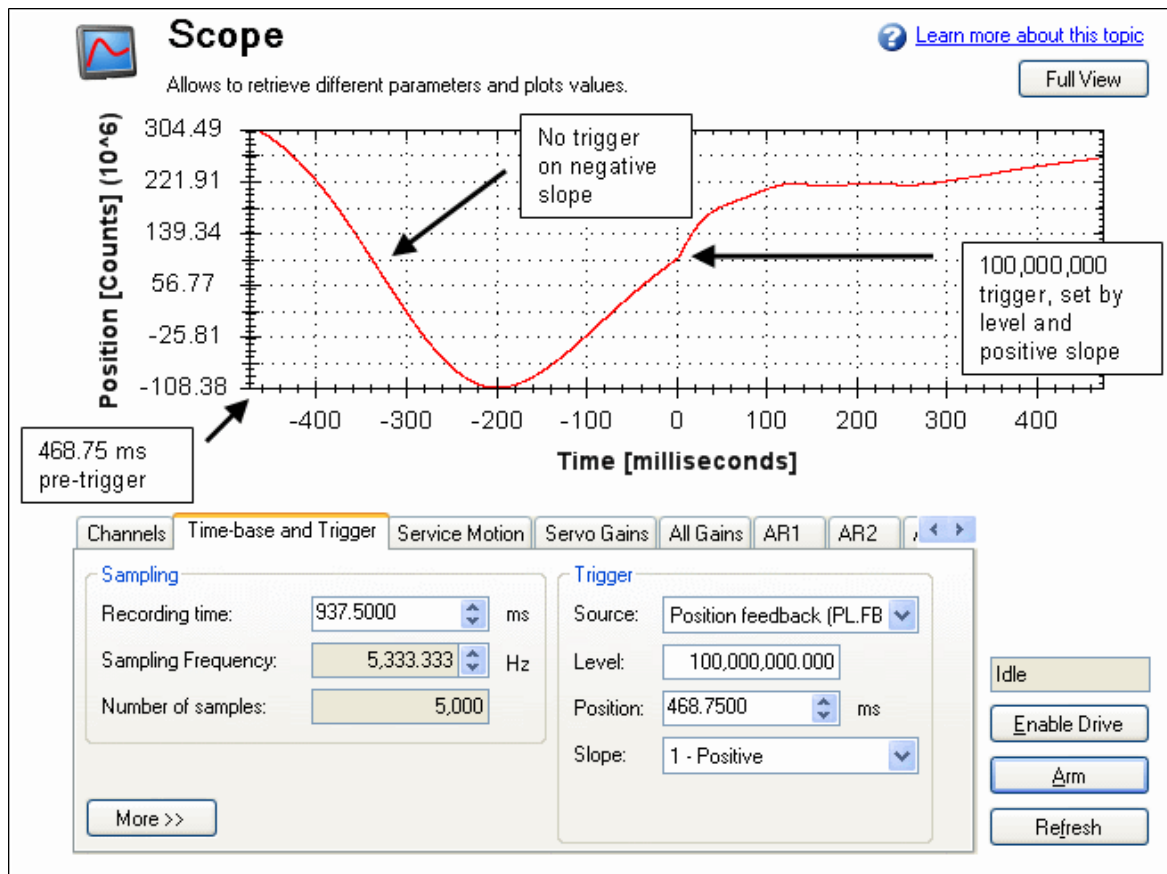 Scope
Learn more about this topic
Allows to retrieve different parameters and plots values.
Full View
Position [Counts] (10^6)
304.49
221.91
139.34
56.77
-25.81
-108.38
No trigger
on negative
slope
100,000,000
trigger, set by
level and
positive slope
-400 -300 -200 -100 0 100 200 300 400
Time [milliseconds]
468.75 ms
pre-trigger
Channels Time-base and Trigger Service Motion Servo Gains All Gains AR1 AR2
Sampling
Recording time: 937.5000 ms
Sampling Frequency: 5,333.333 Hz
Number of samples: 5,000
More >>
Trigger
Source: Position feedback (PL.FB
Level: 100,000,000.000
Position: 468.7500 ms
Slope: 1 - Positive
Idle
Enable Drive
Arm
Refresh